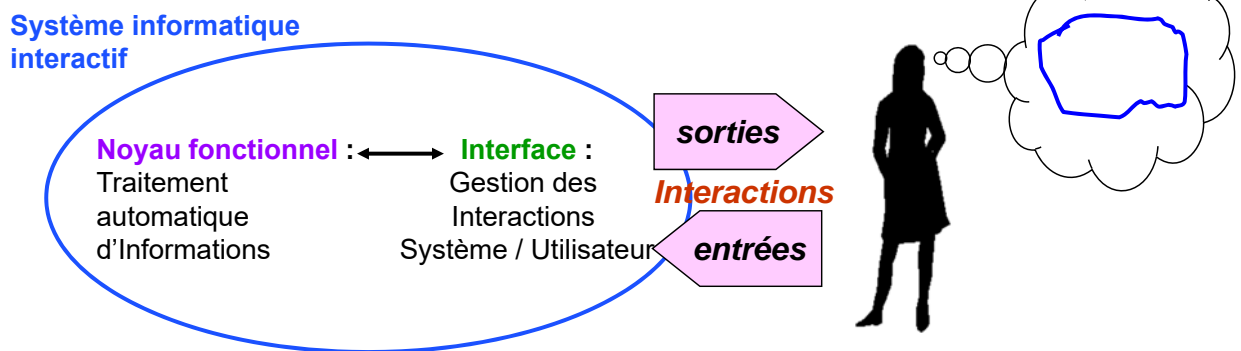 Système informatique
interactif
Noyau fonctionnel :
Traitement
automatique
d'Informations
Interface :
Gestion des
Interactions
Système / Utilisateur
sorties
Interactions
entrées